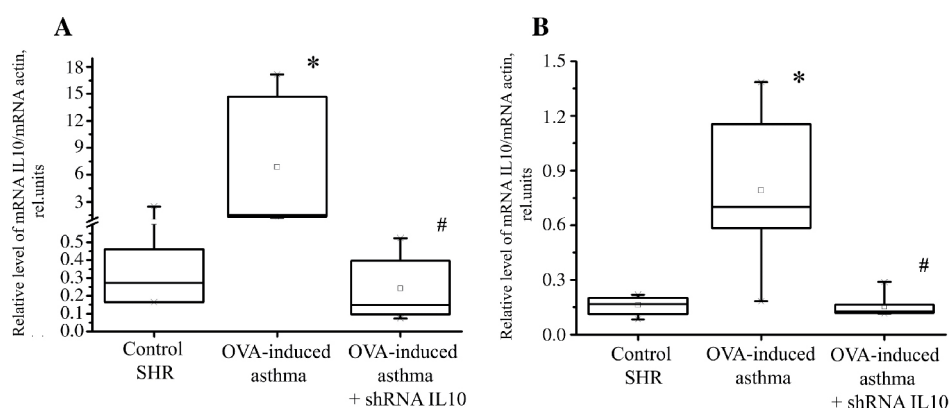 A
Relative level of mRNA IL10/mRNA actin,
rel.units
18
15
12
9
6
3
0.5
0.4
0.3
0.2
0.1
0.0
*
#
Control
SHR
OVA-induced
asthma
OVA-induced
asthma
+ shRNA IL10
B
Relative level of mRNA IL10/mRNA actin,
rel.units
1.5
1.2
0.9
0.6
0.3
0.0
*
#
Control
SHR
OVA-induced
asthma
OVA-induced
asthma
+ shRNA IL10